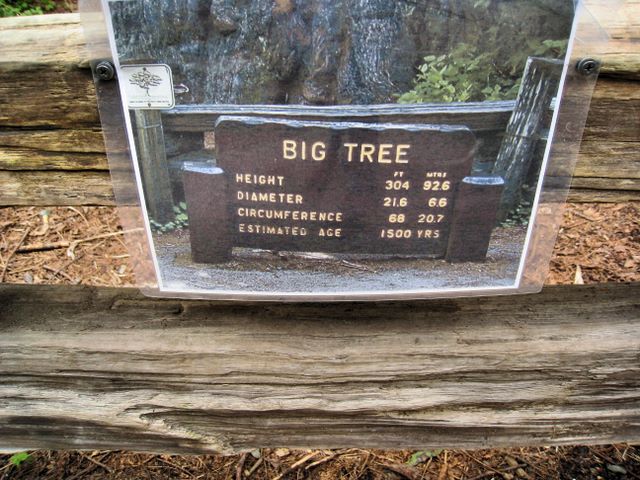 BIG TREE
FT MTRS
HEIGHT 304 92.6
DIAMETER 21.6 6.6
CIRCUMFERENCE 68 20.7
ESTIMATED AGE 1500 YRS